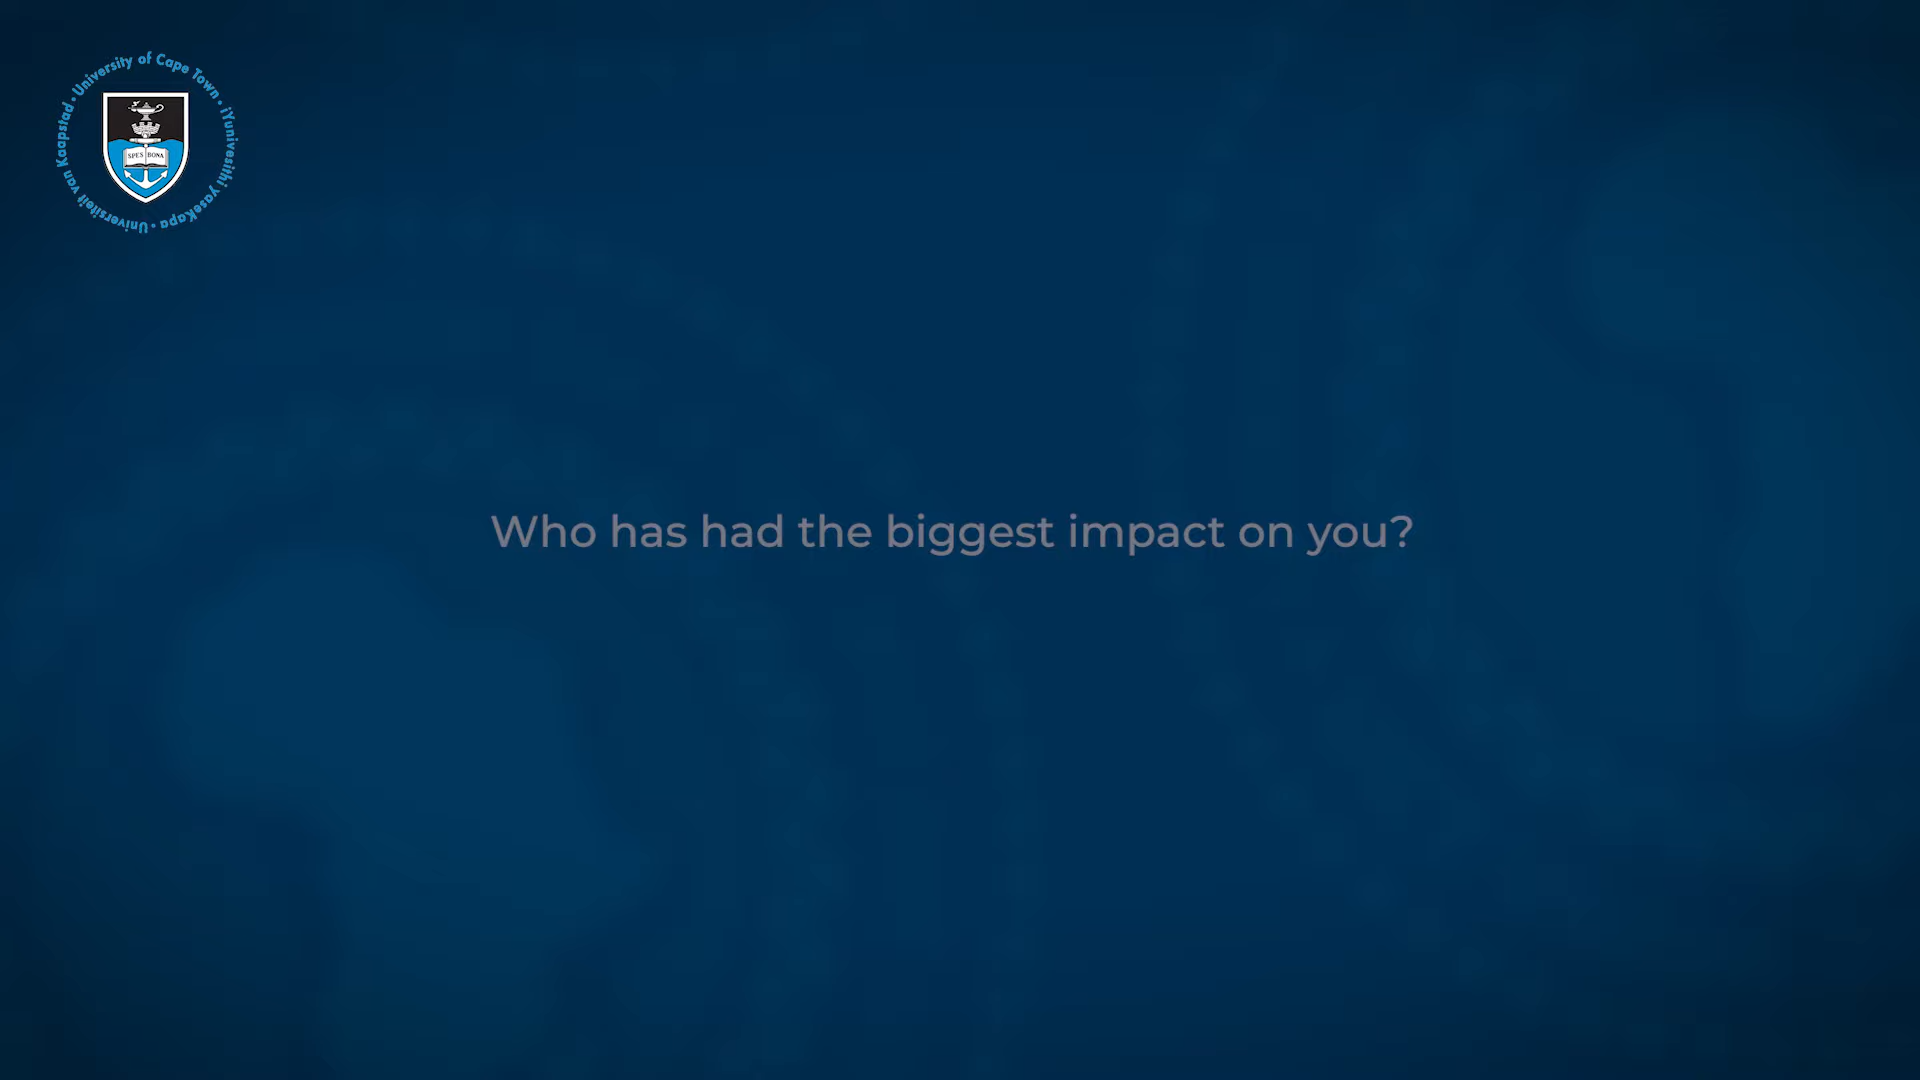 University of Cape Town • iYunivesithi yaseKapa • Universiteit van Kaapstad •
SPES BONA
Who has had the biggest impact on you?